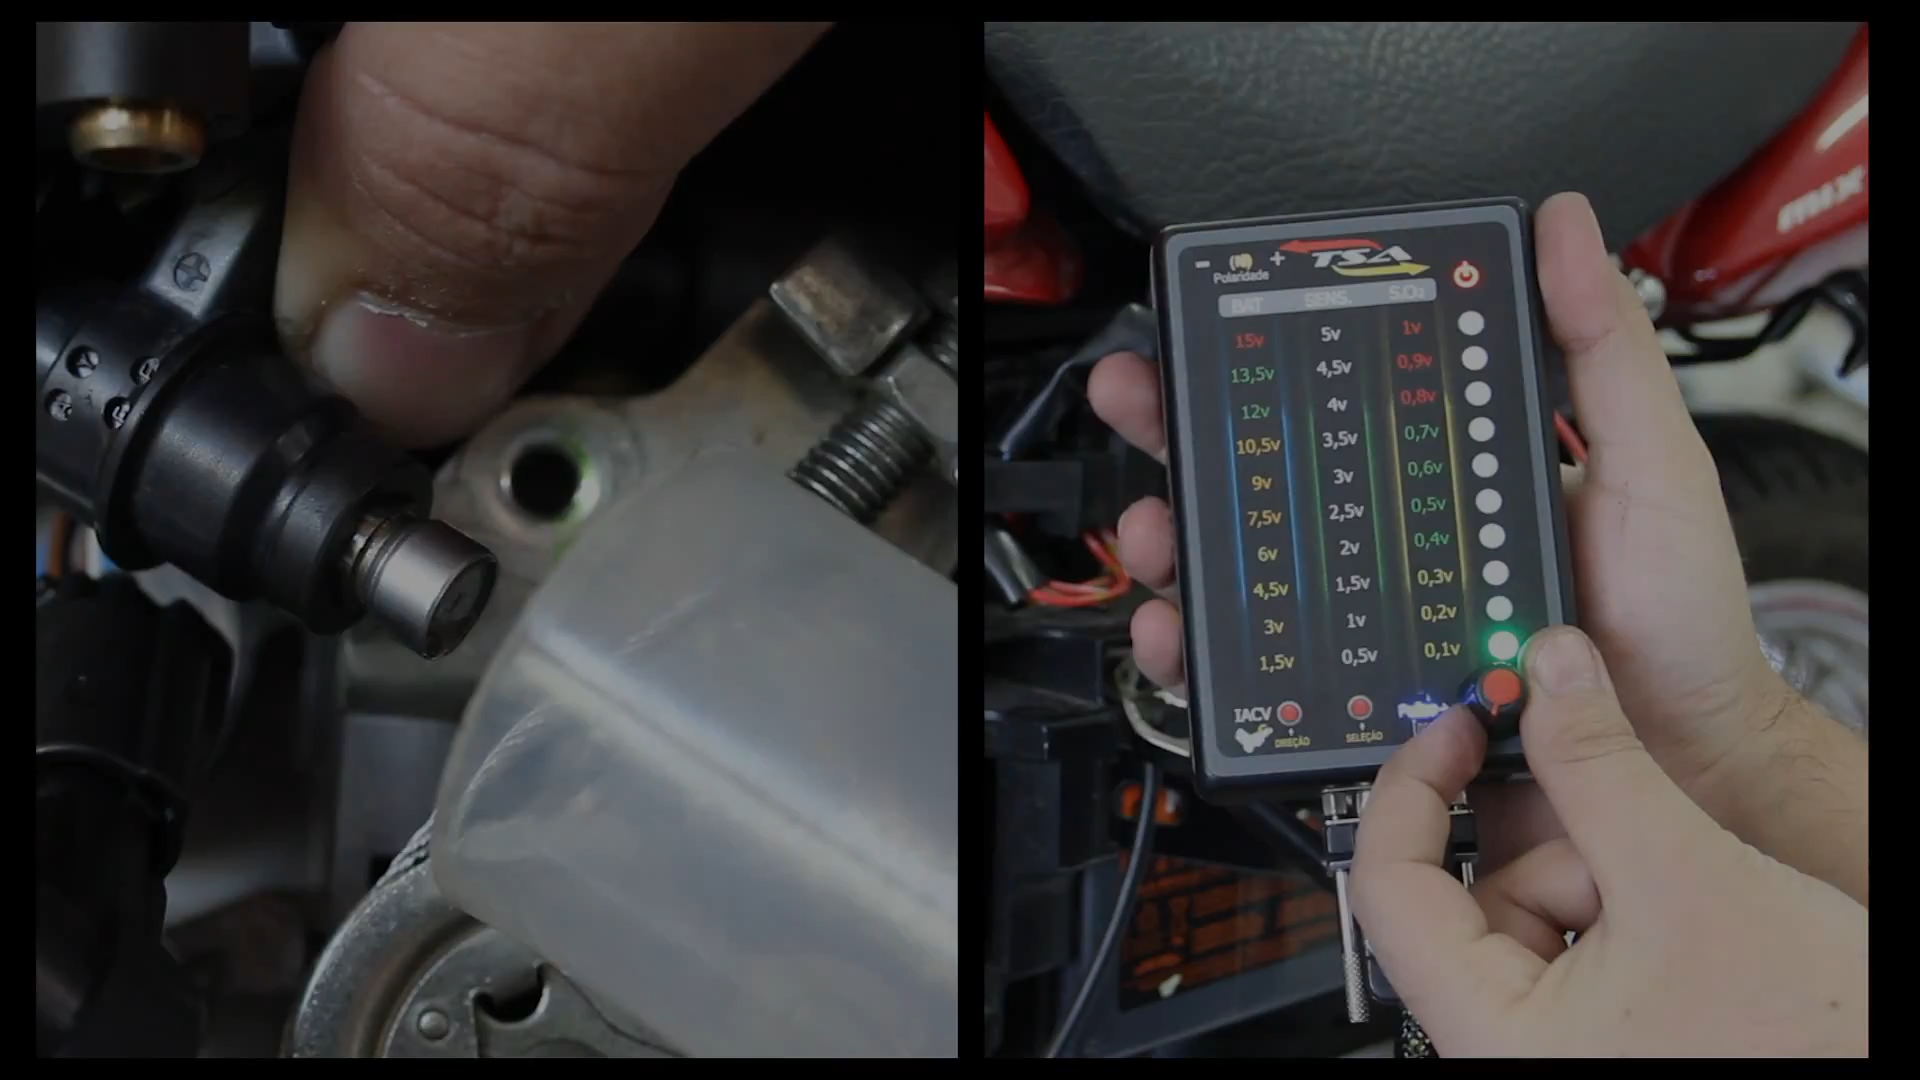 - +
TSA
Polaridade
BAT SENS. S/O₂
15v 5v 1v
13,5v 4,5v 0,9v
12v 4v 0,8v
10,5v 3,5v 0,7v
9v 3v 0,6v
7,5v 2,5v 0,5v
6v 2v 0,4v
4,5v 1,5v 0,3v
3v 1v 0,2v
1,5v 0,5v 0,1v
IACV
DIREÇÃO SELEÇÃO
MIX